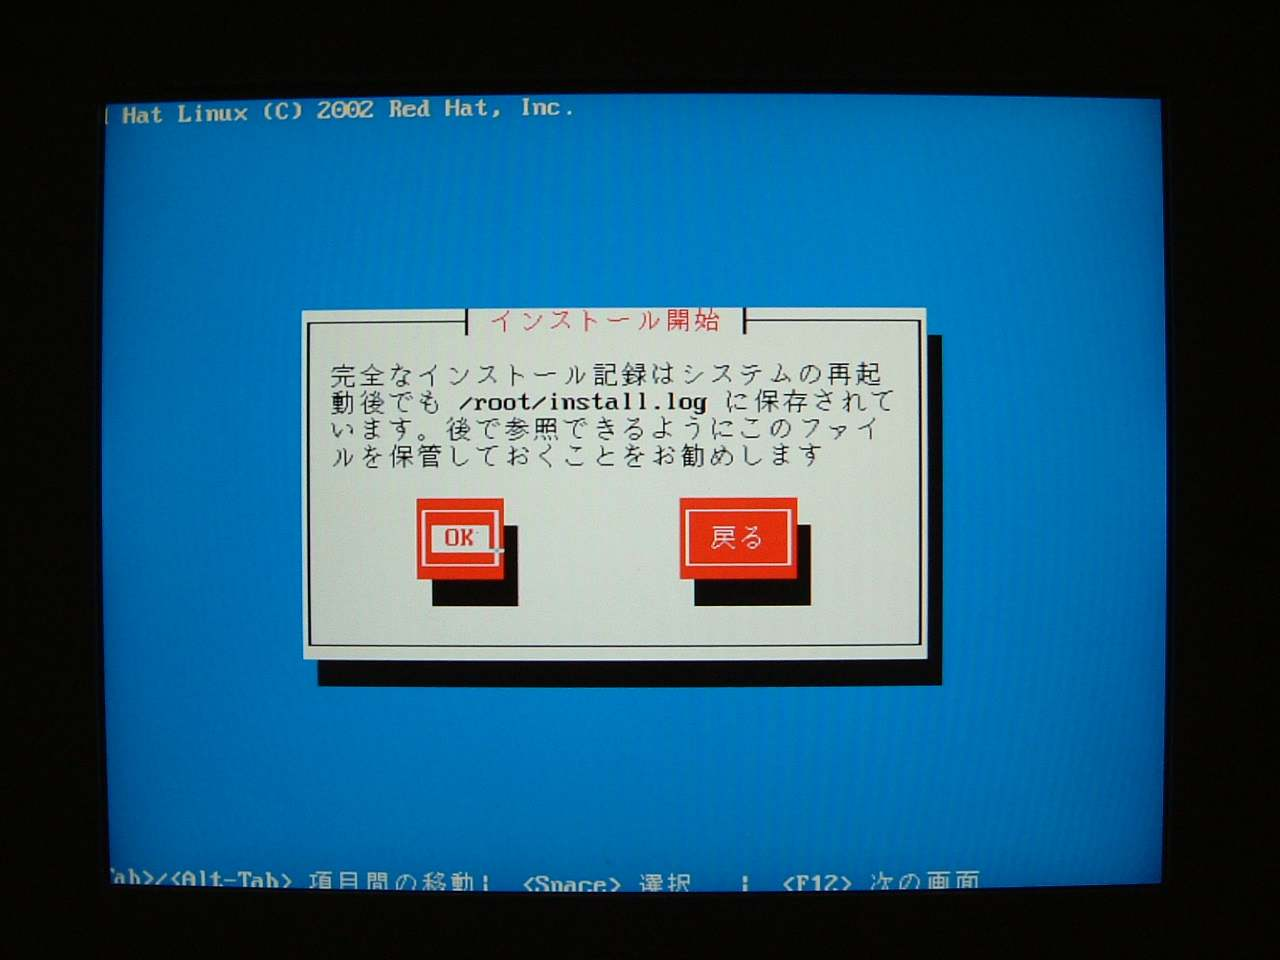 Hat Linux (C) 2002 Red Hat, Inc.
インストール開始
完全なインストール記録はシステムの再起
動後でも /root/install.log に保存されて
います。後で参照できるようにこのファイ
ルを保管しておくことをお勧めします
OK
戻る
ab>/<Alt-Tab> 項目間の移動| <Space> 選択 | <F12> 次の画面